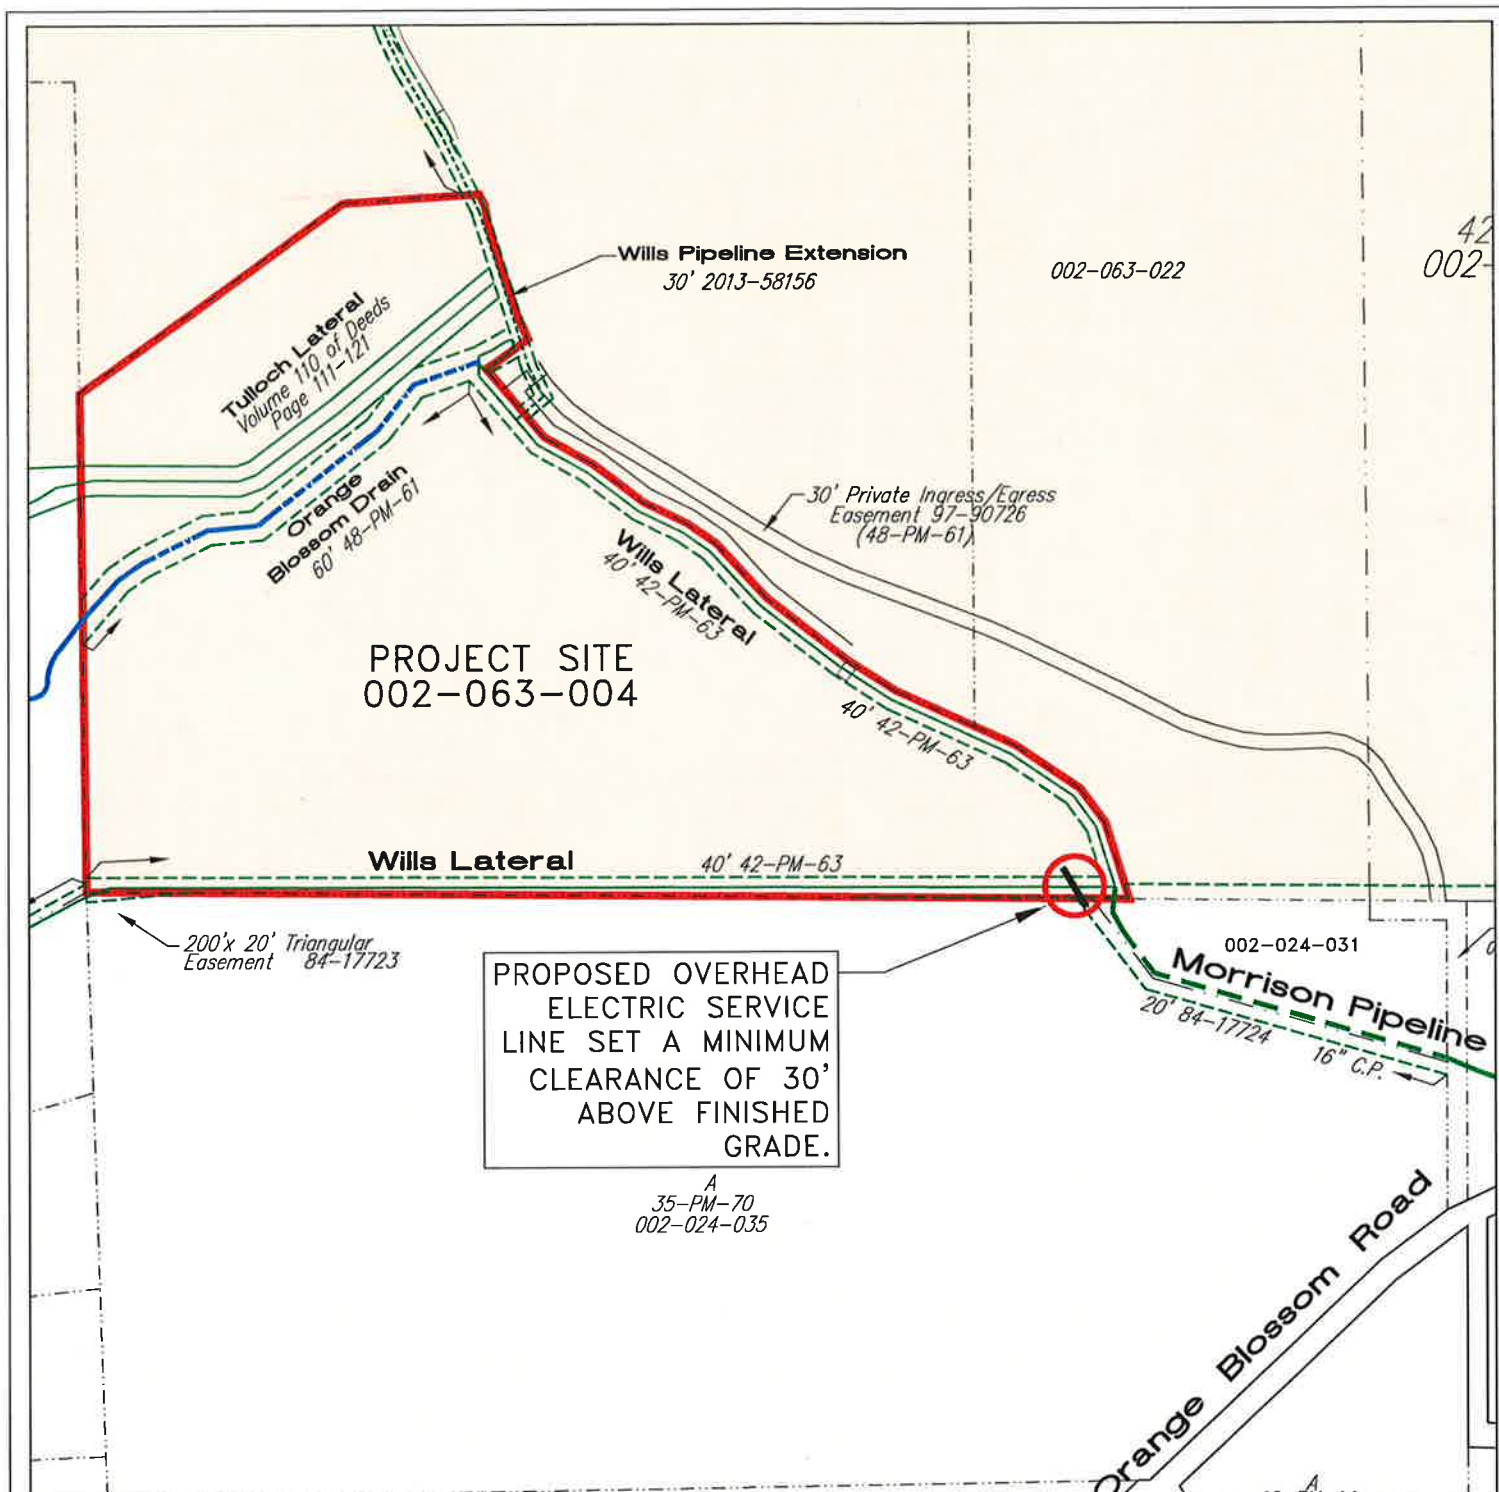 Wills Pipeline Extension
30' 2013-58156
002-063-022
42
002-
Tulloch Lateral
Volume 110 of Deeds
Page 111-121
Orange
Blossom Drain
60' 48-PM-61
30' Private Ingress/Egress
Easement 97-90726
(48-PM-61)
Wills Lateral
40' 42-PM-63
PROJECT SITE
002-063-004
40' 42-PM-63
Wills Lateral
40' 42-PM-63
200'x 20' Triangular
Easement 84-17723
002-024-031
Morrison Pipeline
20' 84-17724
16" C.P.
PROPOSED OVERHEAD
ELECTRIC SERVICE
LINE SET A MINIMUM
CLEARANCE OF 30'
ABOVE FINISHED
GRADE.
A
35-PM-70
002-024-035
Orange Blossom Road
A